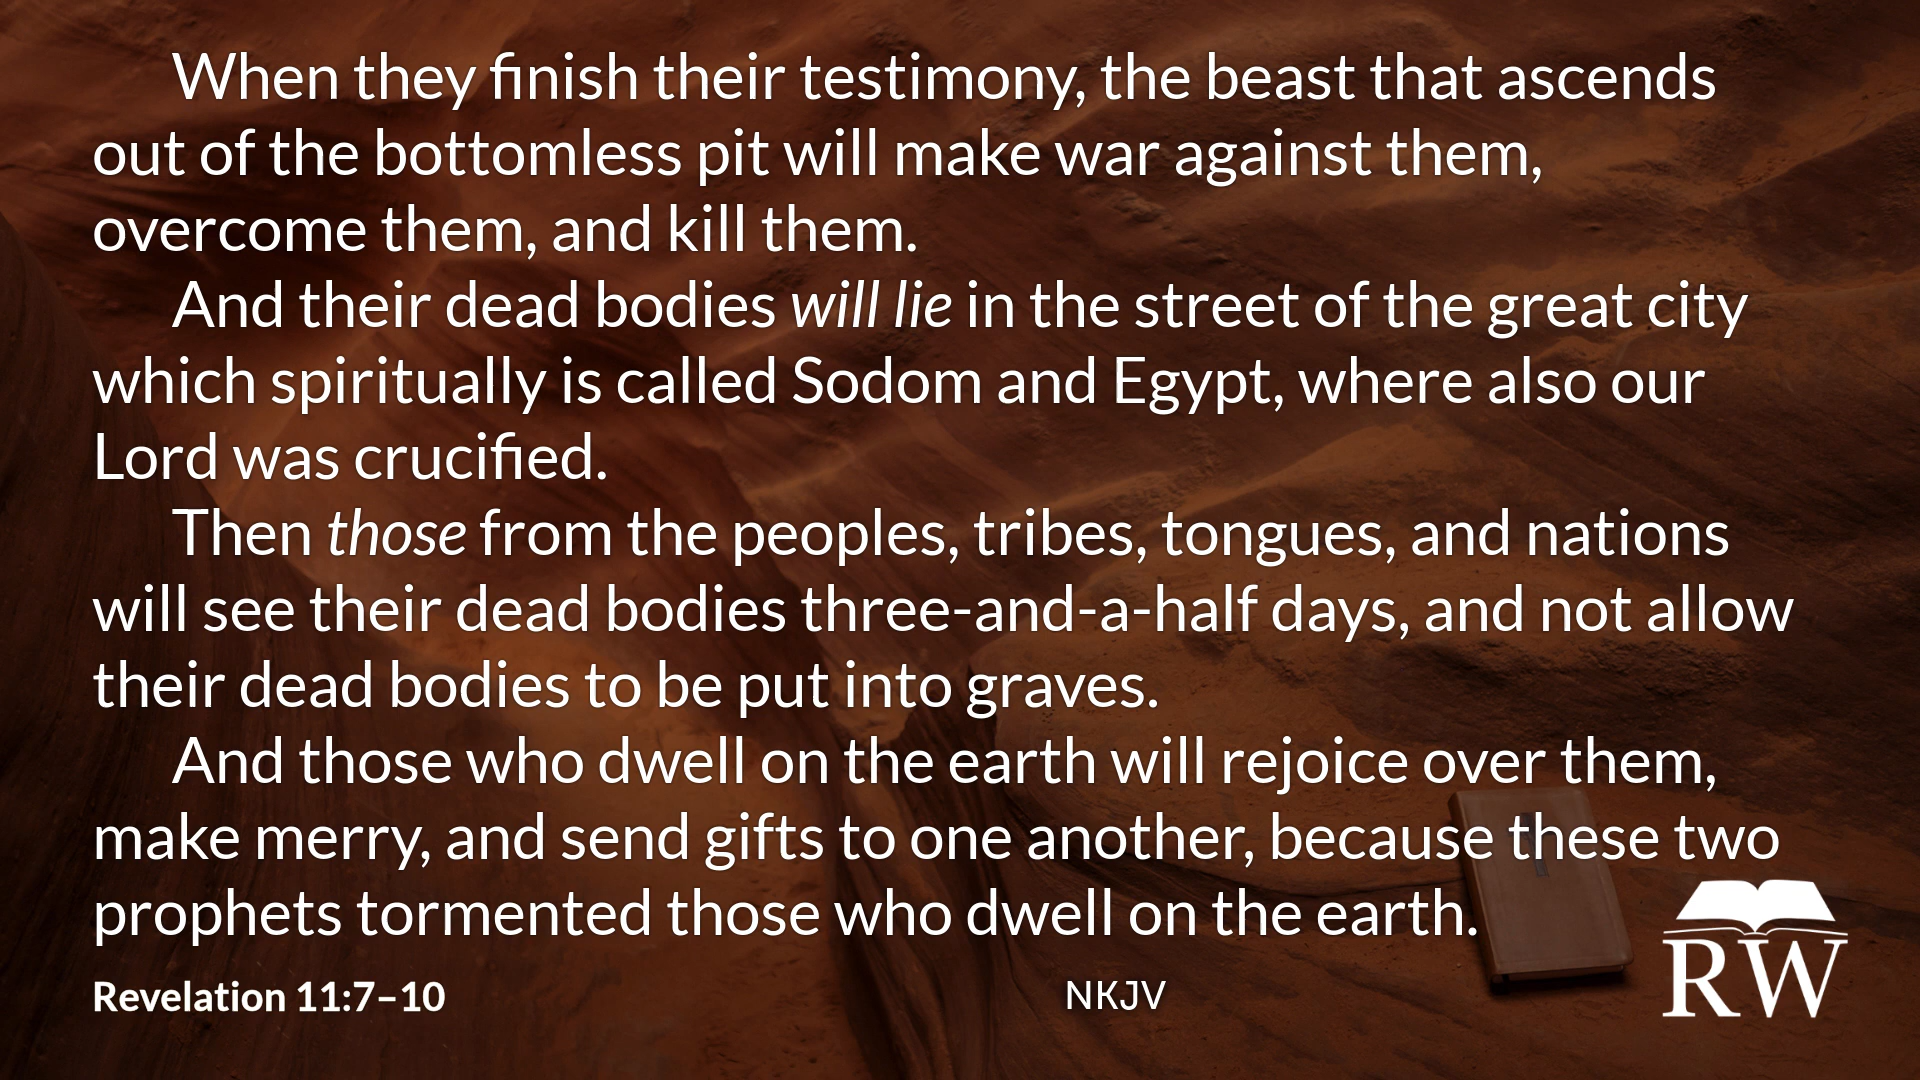 When they finish their testimony, the beast that ascends
out of the bottomless pit will make war against them,
overcome them, and kill them.
And their dead bodies will lie in the street of the great city
which spiritually is called Sodom and Egypt, where also our
Lord was crucified.
Then those from the peoples, tribes, tongues, and nations
will see their dead bodies three-and-a-half days, and not allow
their dead bodies to be put into graves.
And those who dwell on the earth will rejoice over them,
make merry, and send gifts to one another, because these two
prophets tormented those who dwell on the earth.
Revelation 11:7–10 NKJV
RW